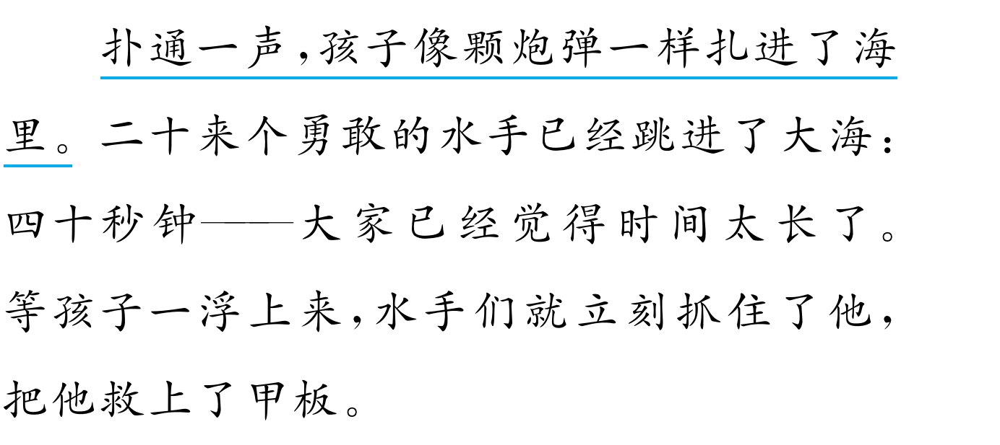 扑通一声，孩子像颗炮弹一样扎进了海
里。二十来个勇敢的水手已经跳进了大海：
四十秒钟——大家已经觉得时间太长了。
等孩子一浮上来，水手们就立刻抓住了他，
把他救上了甲板。